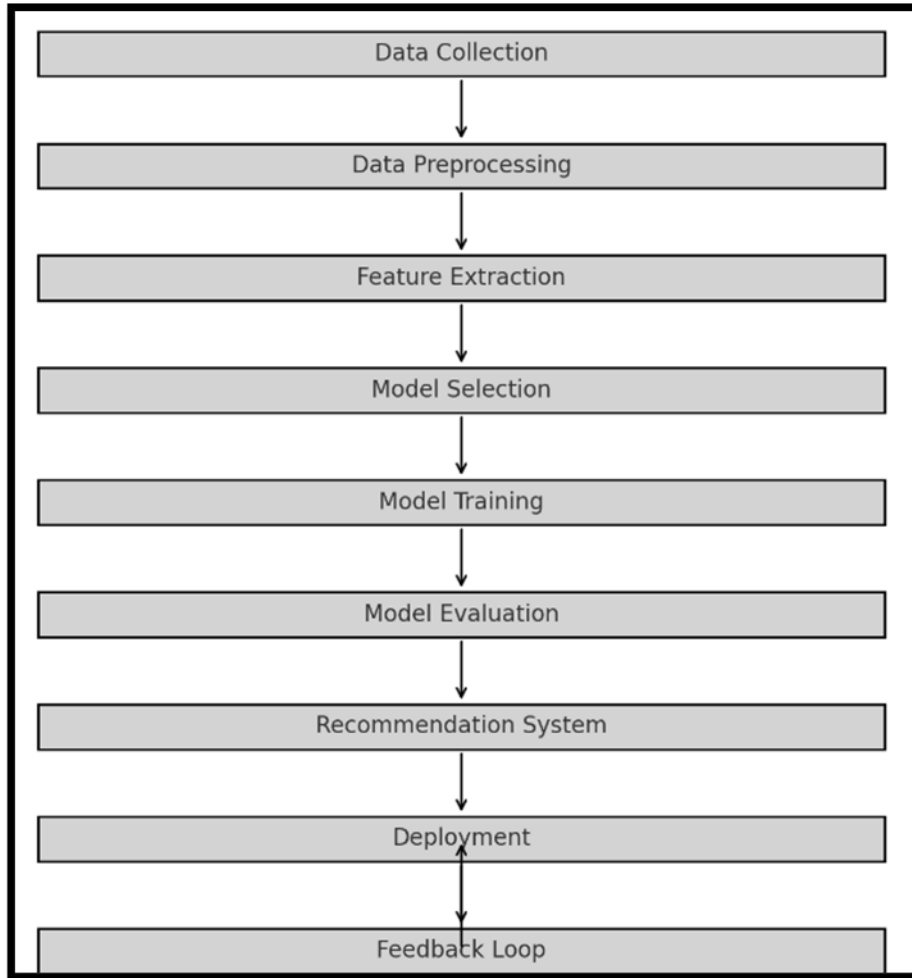 Data Collection
Data Preprocessing
Feature Extraction
Model Selection
Model Training
Model Evaluation
Recommendation System
Deployment
Feedback Loop